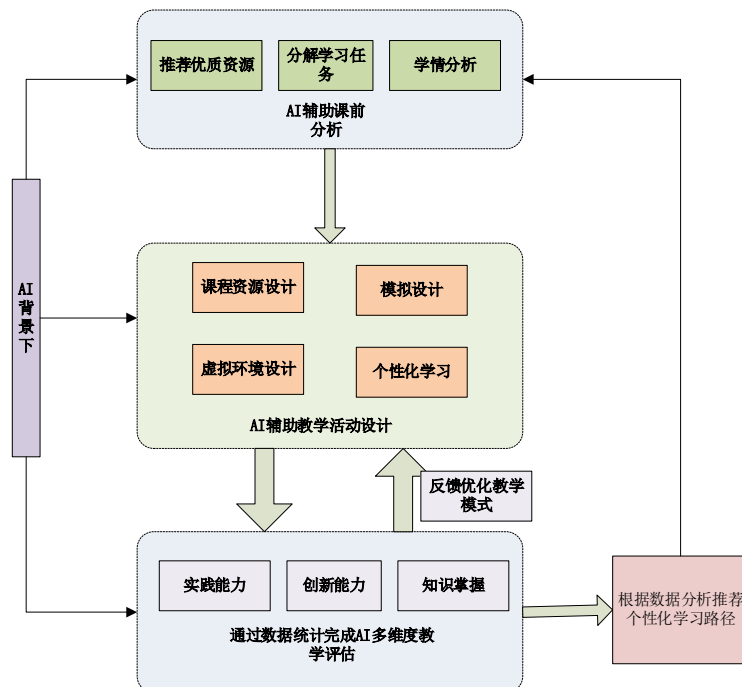 推荐优质资源
分解学习任
务
学情分析
AI辅助课前
分析
AI
背
景
下
课程资源设计
模拟设计
虚拟环境设计
个性化学习
AI辅助教学活动设计
反馈优化教学
模式
实践能力
创新能力
知识掌握
通过数据统计完成AI多维度教
学评估
根据数据分析推荐
个性化学习路径